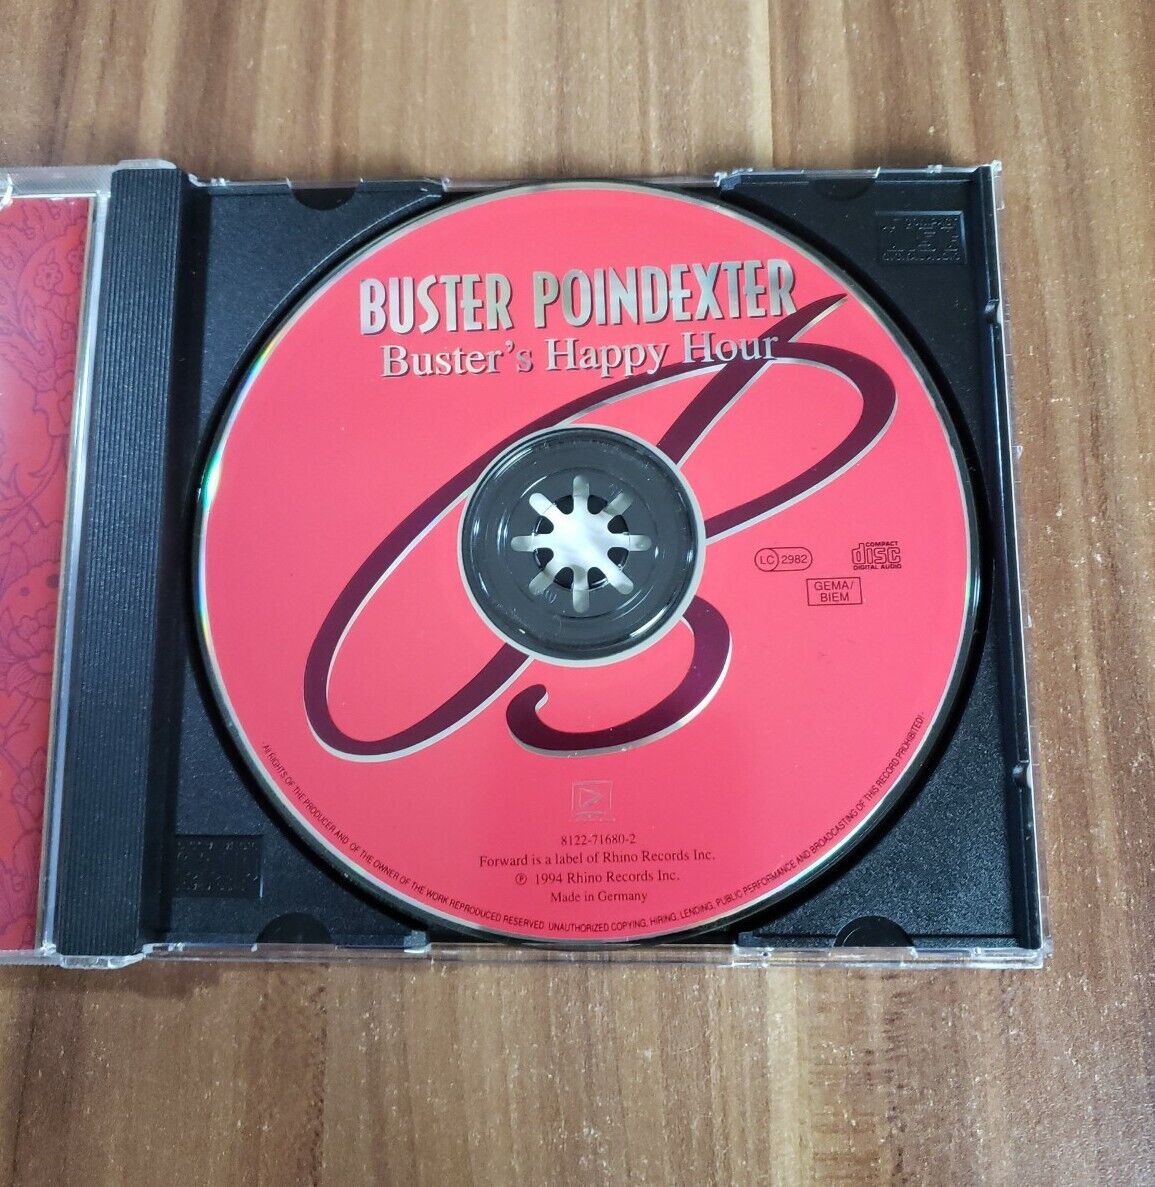 BUSTER POINDEXTER
Buster's Happy Hour
B
LC 2982
COMPACT
disc
DIGITAL AUDIO
GEMA/
BIEM
8122-71680-2
Forward is a label of Rhino Records Inc.
℗ 1994 Rhino Records Inc.
Made in Germany
All RIGHTS OF THE PRODUCER AND OF THE OWNER OF THE WORK REPRODUCED RESERVED. UNAUTHORIZED COPYING, HIRING, LENDING, PUBLIC PERFORMANCE AND BROADCASTING OF THIS RECORD PROHIBITED!